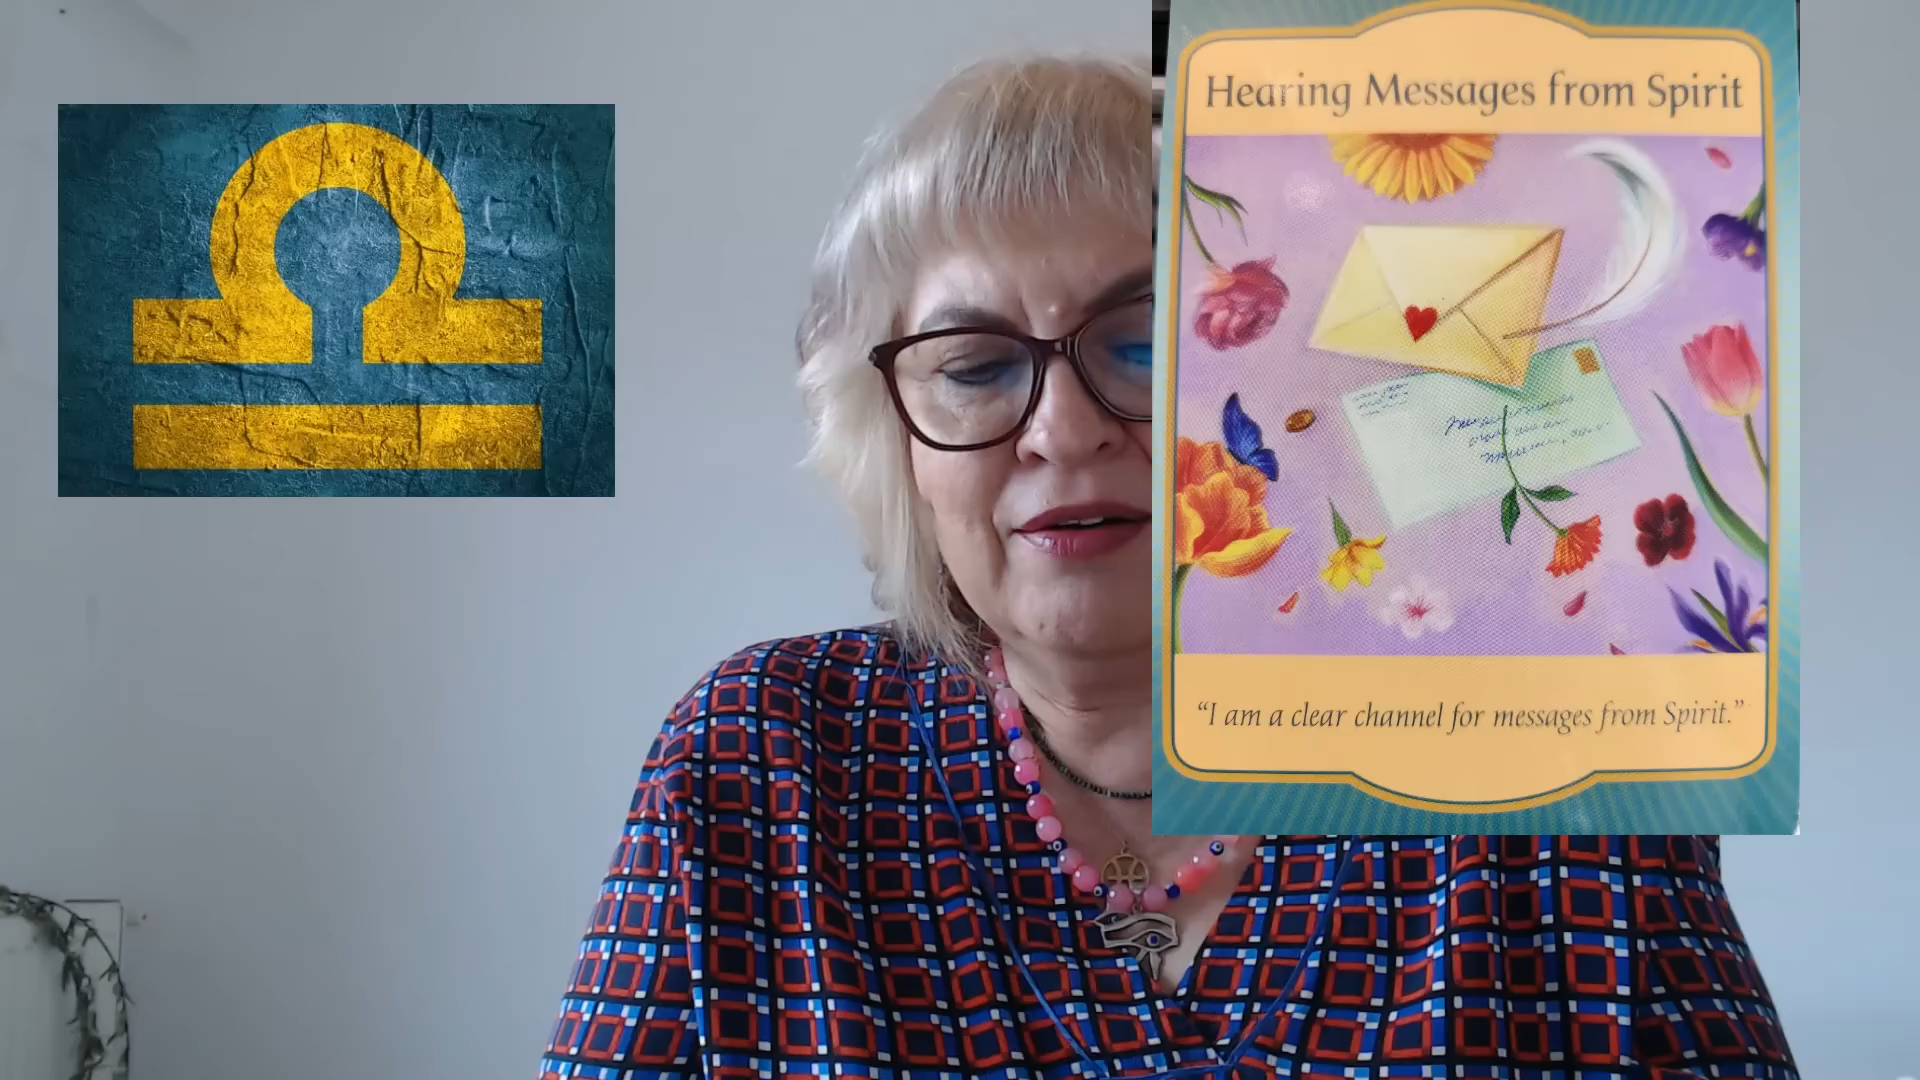 Hearing Messages from Spirit
“I am a clear channel for messages from Spirit.”